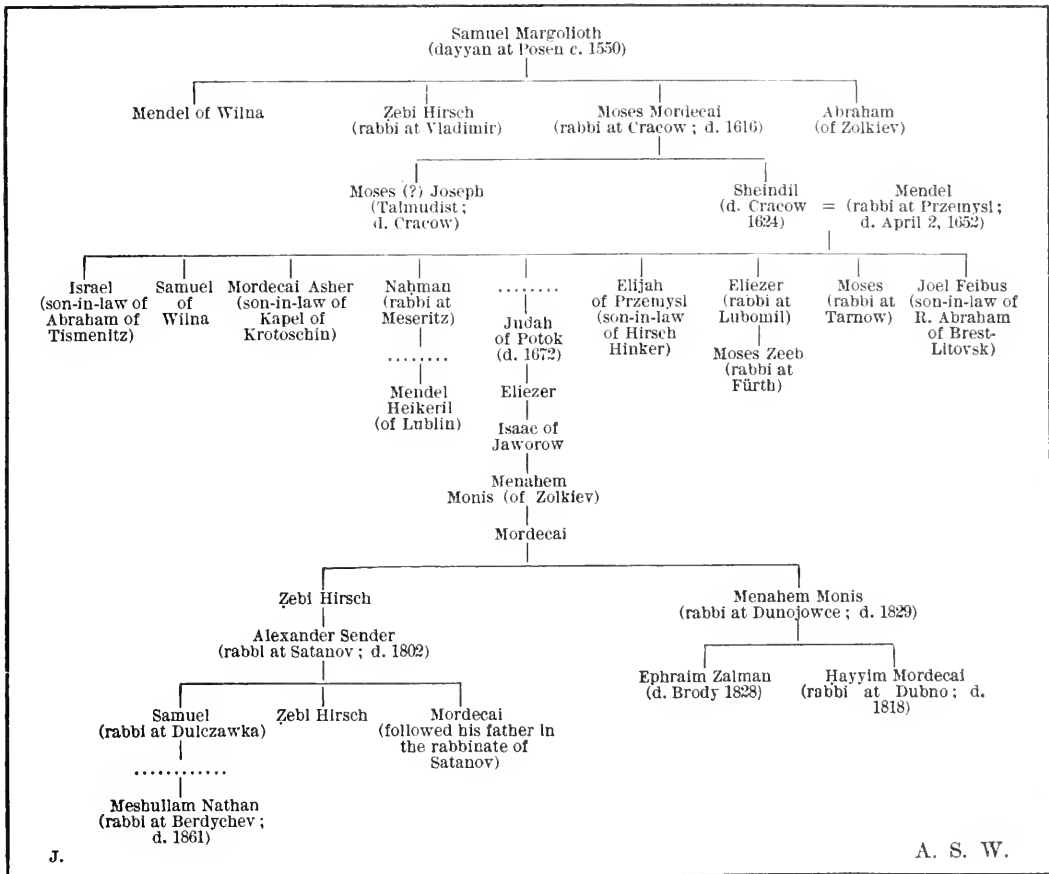 Samuel Margolioth
(dayyan at Posen c. 1550)
Mendel of Wilna
Ẓebi Hirsch
(rabbi at Vladimir)
Moses Mordecai
(rabbi at Cracow ; d. 1616)
Abraham
(of Zolkiev)
Moses (?) Joseph
(Talmudist ;
d. Cracow)
Sheindil
(d. Cracow
1624)
=
Mendel
(rabbi at Przemysl ;
d. April 2, 1652)
Israel
(son-in-law of
Abraham of
Tismenitz)
Samuel
of
Wilna
Mordecai Asher
(son-in-law of
Kapel of
Krotoschin)
Naḥman
(rabbi at
Meseritz)
........
Mendel
Heikeril
(of Lublin)
........
Judah
of Potok
(d. 1672)
Eliezer
Isaac of
Jaworow
Menahem
Monis (of Zolkiev)
Mordecai
Elijah
of Przemysl
(son-in-law
of Hirsch
Hinker)
Eliezer
(rabbi at
Lubomil)
Moses Zeeb
(rabbi at
Fürth)
Moses
(rabbi at
Tarnow)
Joel Feibus
(son-in-law of
R. Abraham
of Brest-
Litovsk)
Ẓebi Hirsch
Alexander Sender
(rabbi at Satanov ; d. 1802)
Samuel
(rabbi at Dulczawka)
............
Meshullam Nathan
(rabbi at Berdychev ;
d. 1861)
Ẓebi Hirsch
Mordecai
(followed his father in
the rabbinate of
Satanov)
Menahem Monis
(rabbi at Dunojowce ; d. 1829)
Ephraim Zalman
(d. Brody 1828)
Ḥayyim Mordecai
(rabbi at Dubno ; d.
1818)
J.
A. S. W.